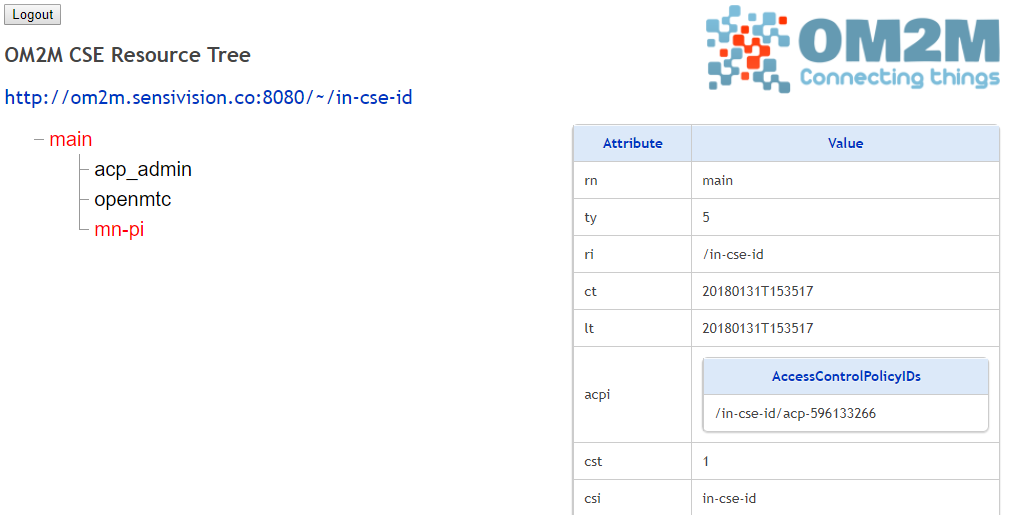 Logout
OM2M CSE Resource Tree
OM2M
Connecting things
http://om2m.sensivision.co:8080/~/in-cse-id
main
acp_admin
openmtc
mn-pi
Attribute Value
rn main
ty 5
ri /in-cse-id
ct 20180131T153517
lt 20180131T153517
acpi
AccessControlPolicyIDs
/in-cse-id/acp-596133266
cst 1
csi in-cse-id